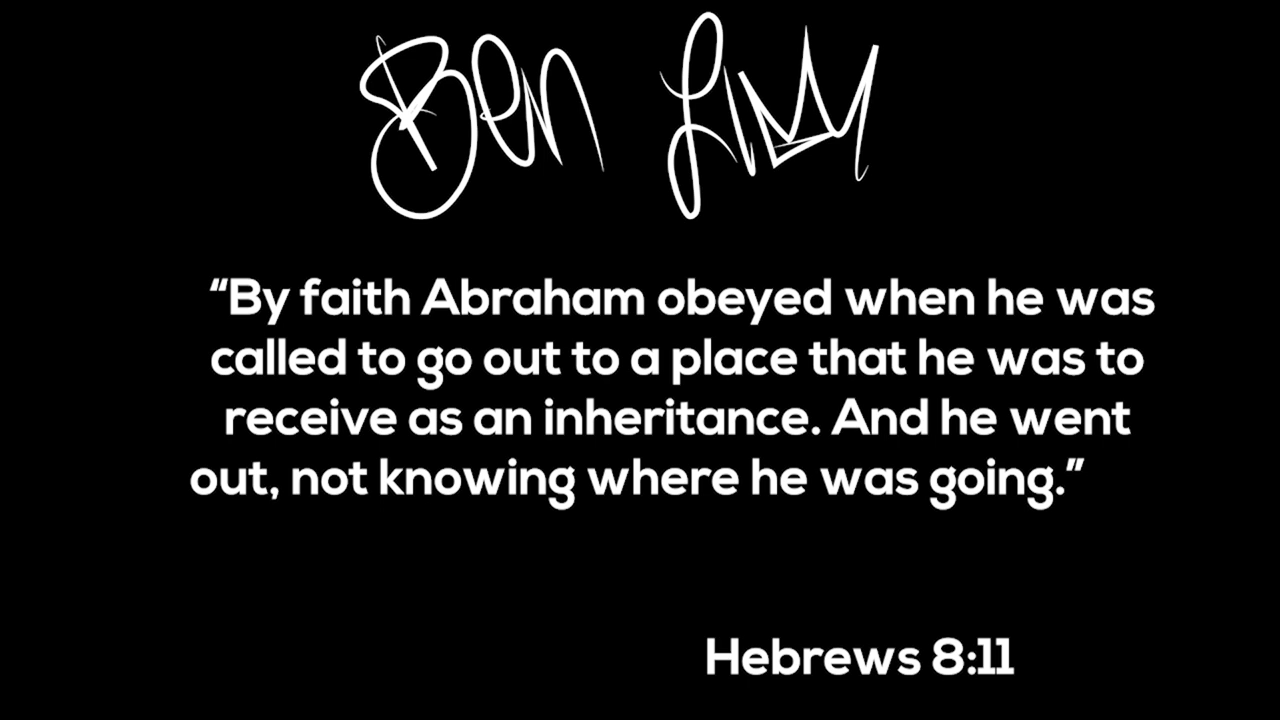 Ben
“By faith Abraham obeyed when he was
called to go out to a place that he was to
receive as an inheritance. And he went
out, not knowing where he was going.”
Hebrews 8:11